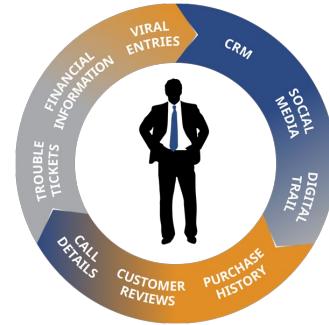 VIRAL
ENTRIES
CRM
SOCIAL
MEDIA
DIGITAL
TRAIL
PURCHASE
HISTORY
CUSTOMER
REVIEWS
CALL
DETAILS
TROUBLE
TICKETS
FINANCIAL
INFORMATION